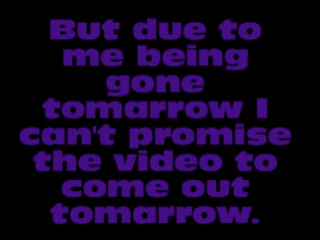 But due to
me being
gone
tomarrow I
can't promise
the video to
come out
tomarrow.